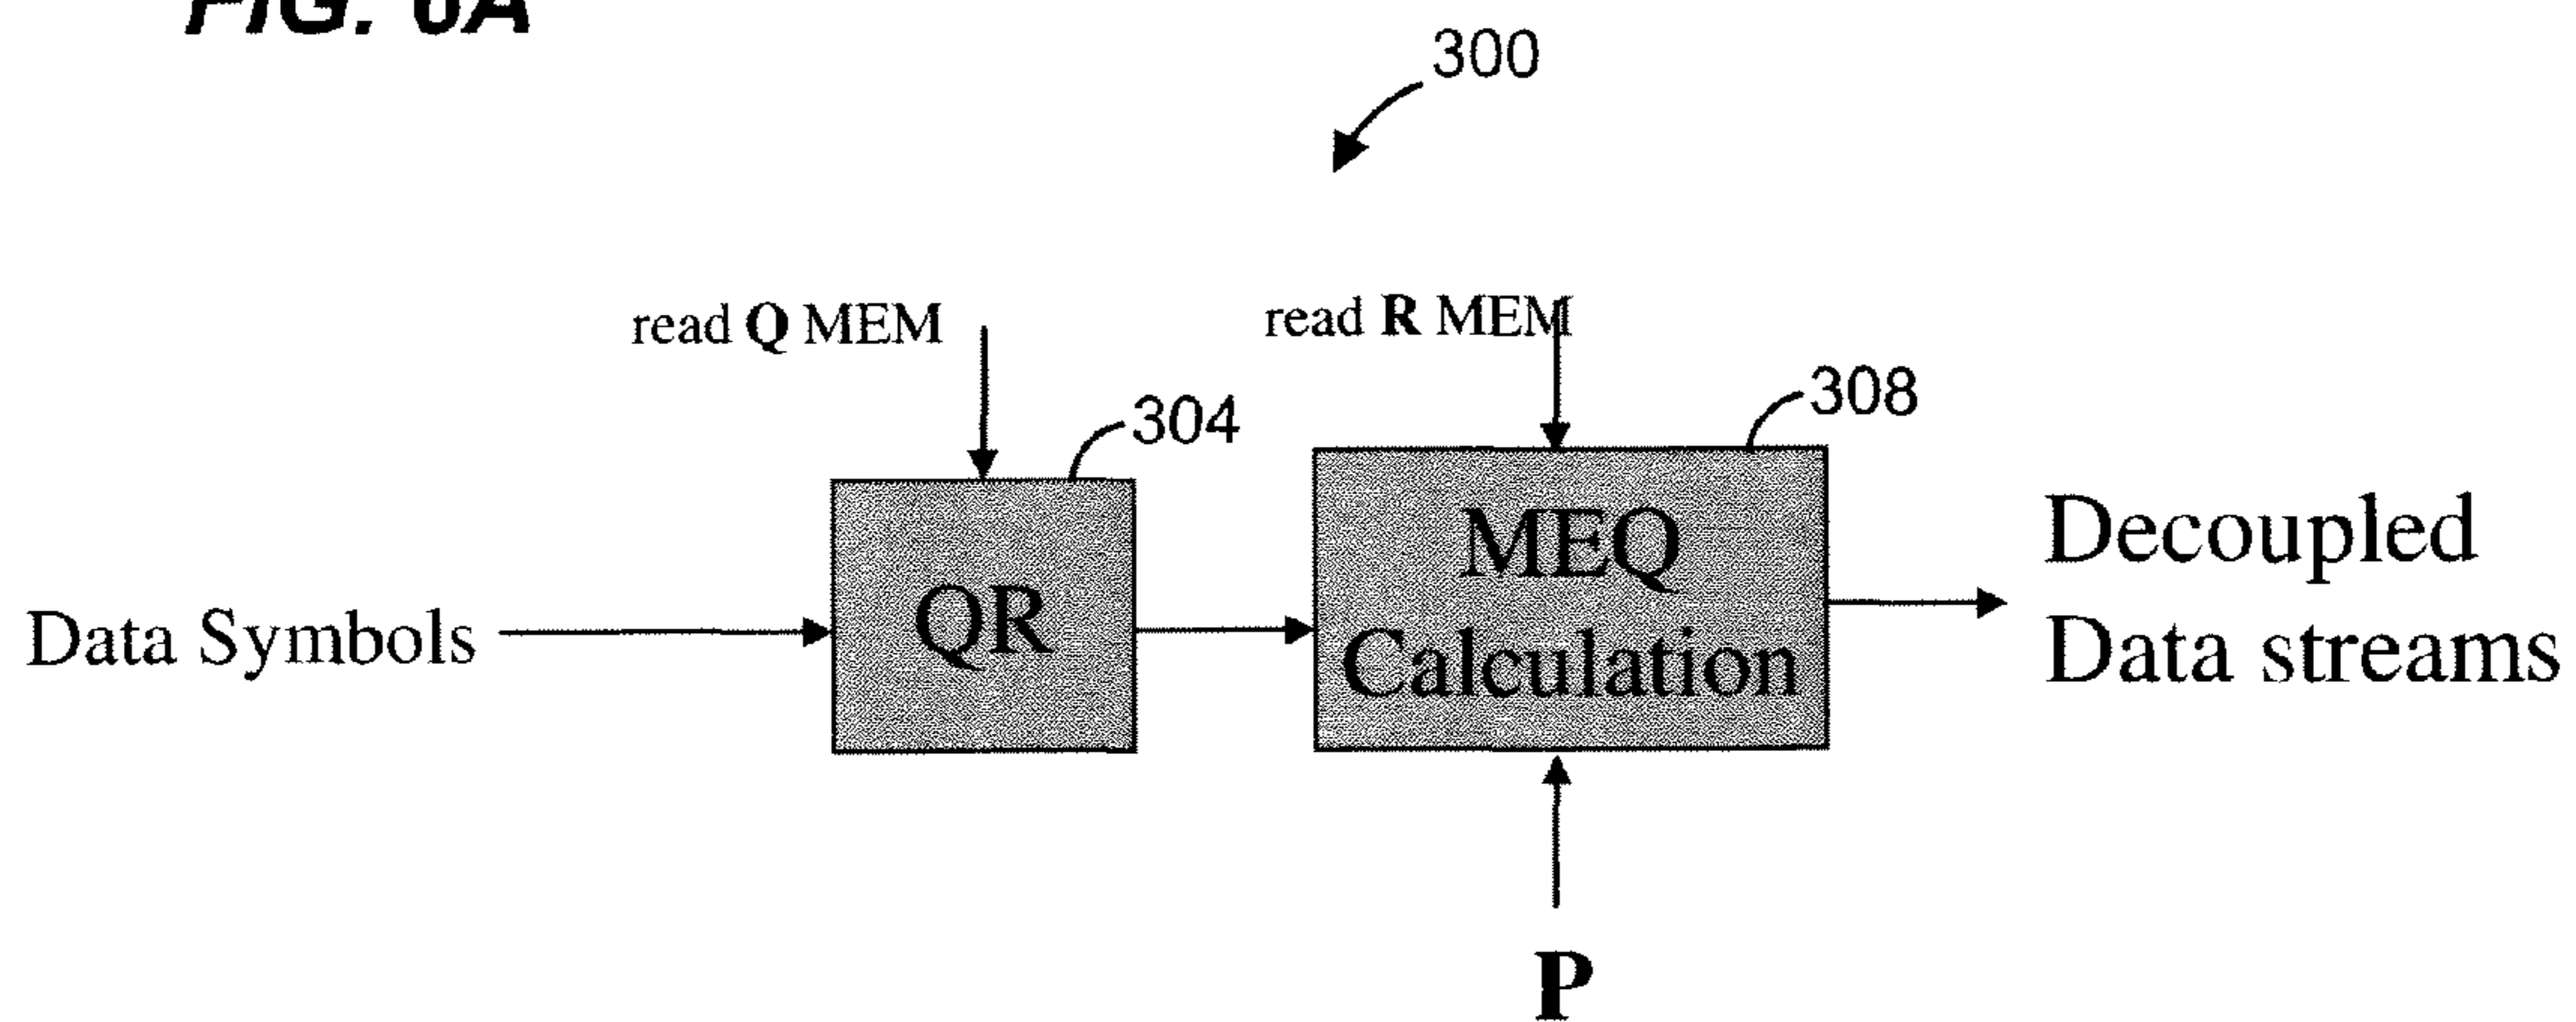 FIG. 6A
300
read Q MEM
read R MEM
304
308
Data Symbols
QR
MEQ
Calculation
Decoupled
Data streams
P